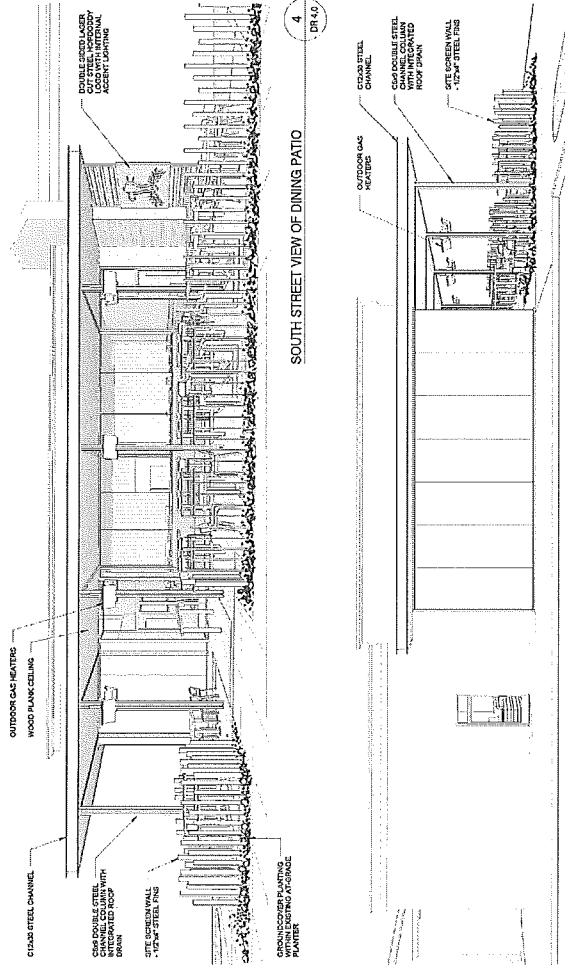 OUTDOOR GAS HEATERS
WOOD PLANK CEILING
C12x30 STEEL CHANNEL
DOUBLE STEEL
CHANNEL COLUMN WITH
INTEGRATED ROOF
DRAIN
SITE SCREEN WALL
- 1/2"x4" STEEL FINS
GROUNDCOVER PLANTING
WITHIN EXISTING AT-GRADE
PLANTER
DOUBLE SIDED LASER
CUT STEEL HOPDODDY
LOGO WITH INTERNAL
ACCENT LIGHTING
SOUTH STREET VIEW OF DINING PATIO
4
DR 4.0
OUTDOOR GAS
HEATERS
C12x30 STEEL
CHANNEL
DOUBLE STEEL
CHANNEL COLUMN
WITH INTEGRATED
ROOF DRAIN
SITE SCREEN WALL
- 1/2"x4" STEEL FINS